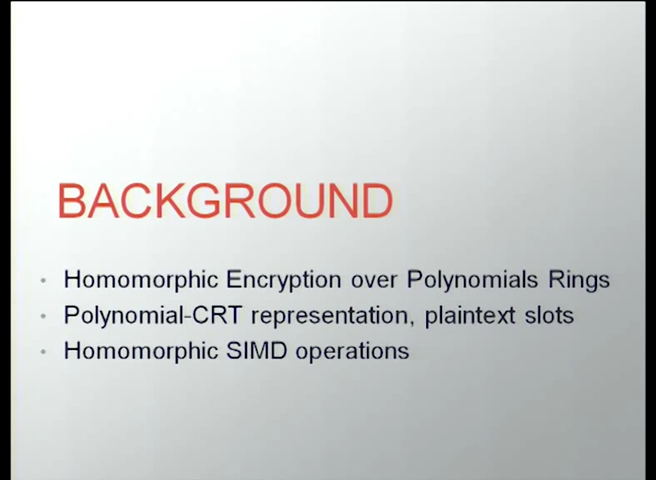 BACKGROUND
• Homomorphic Encryption over Polynomials Rings
• Polynomial-CRT representation, plaintext slots
• Homomorphic SIMD operations